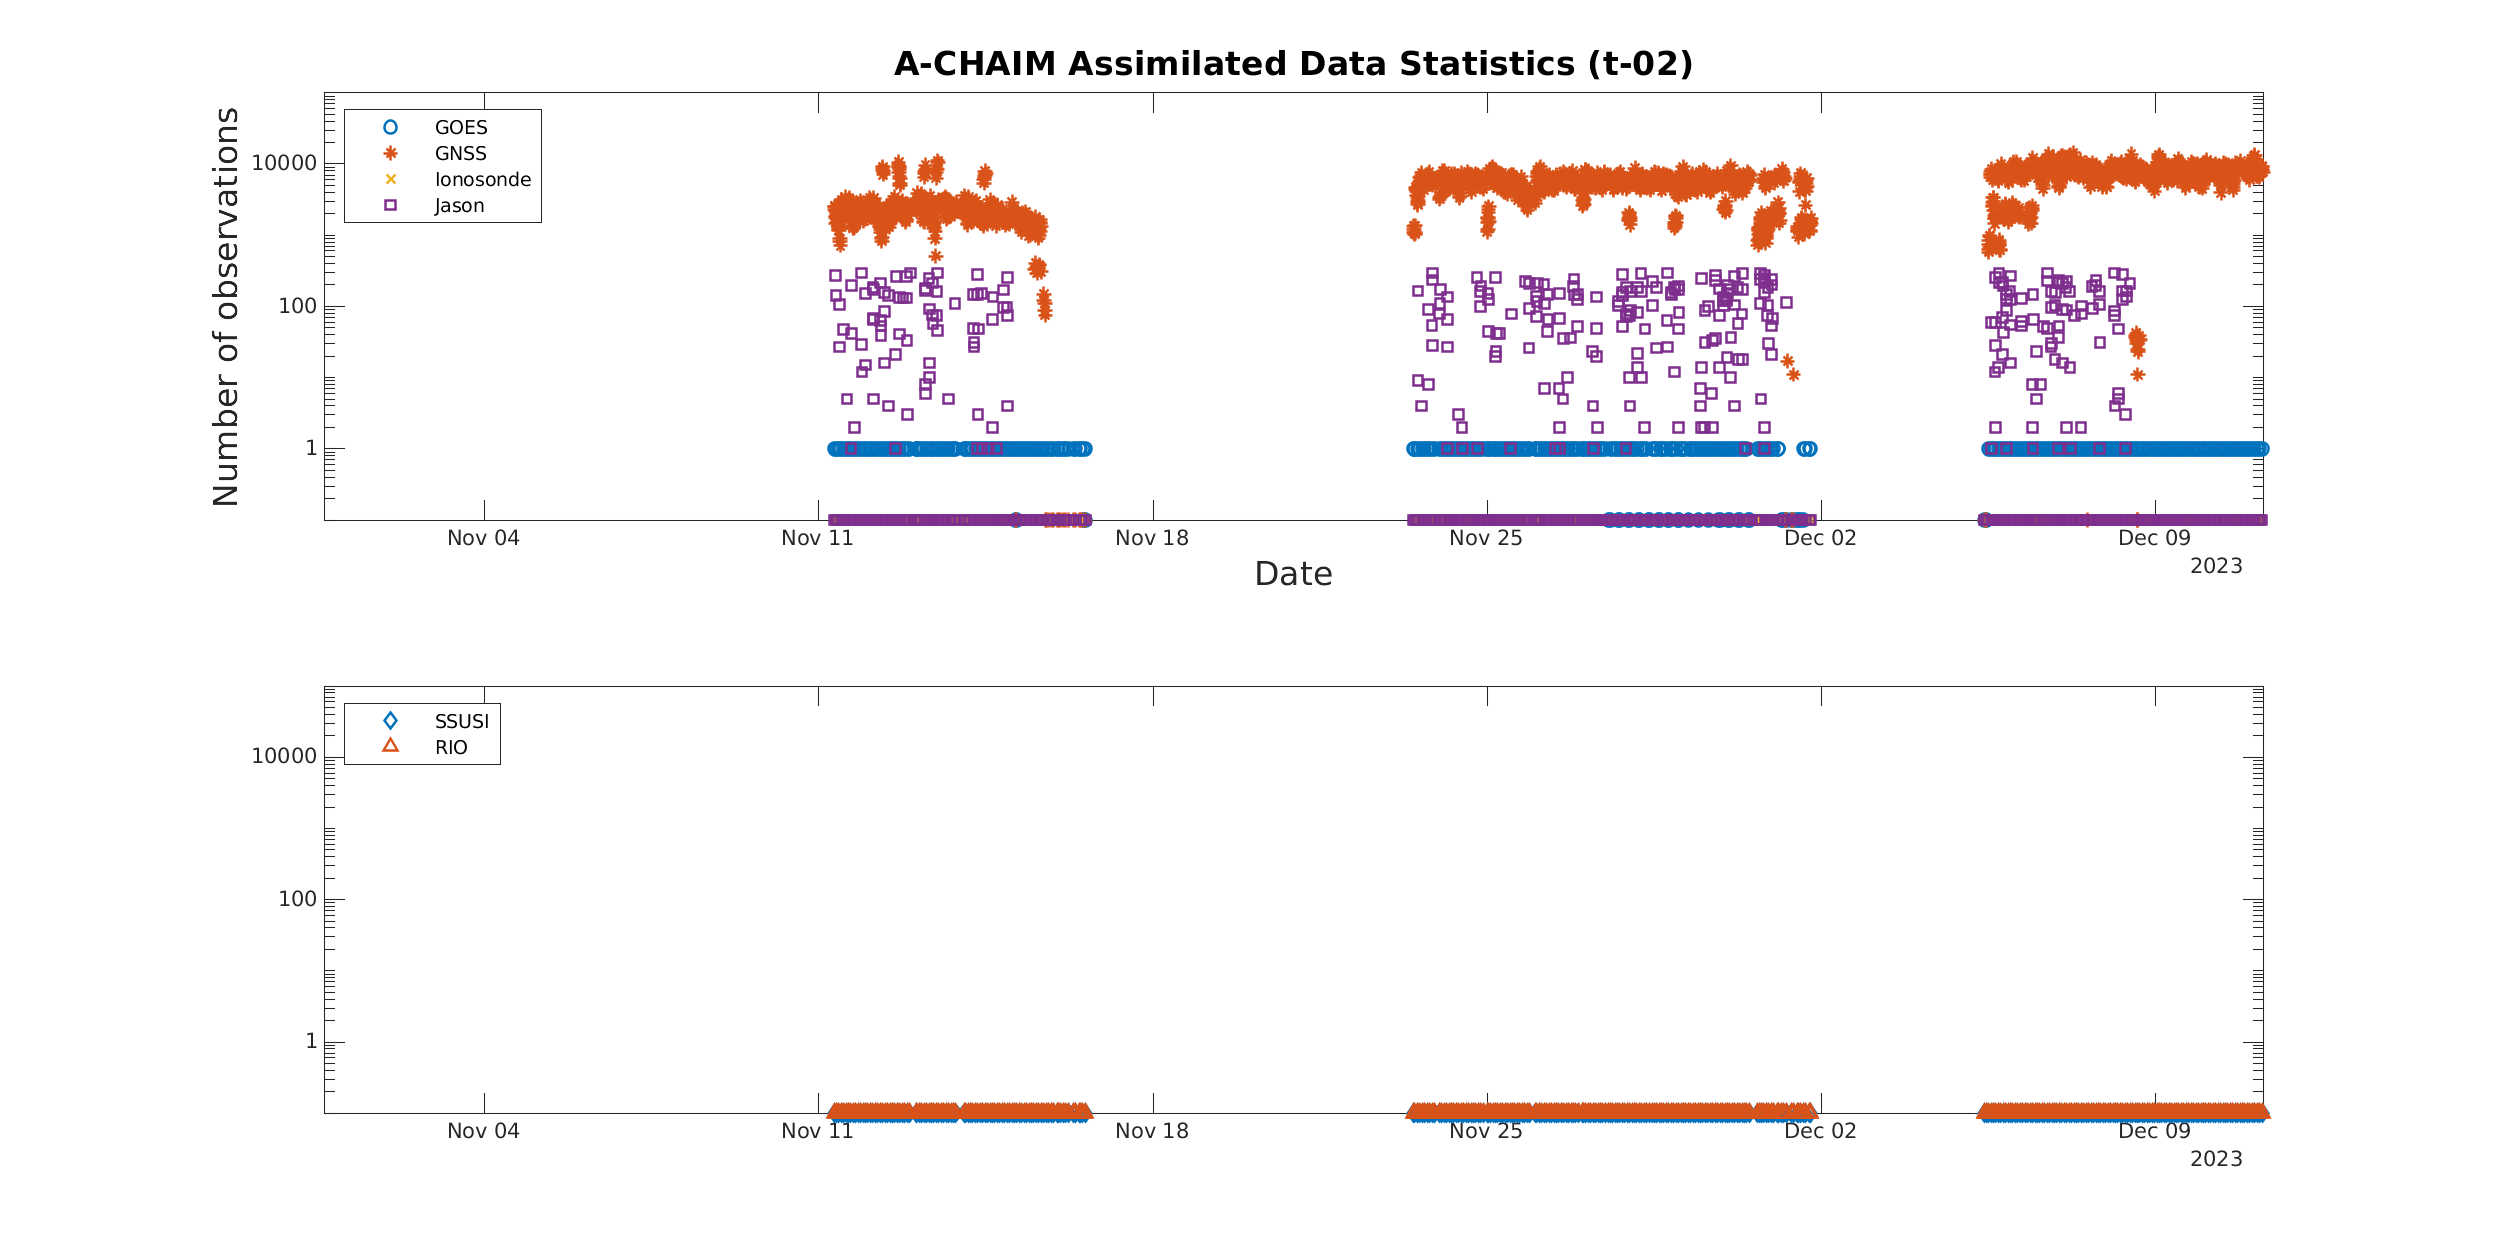 A-CHAIM Assimilated Data Statistics (t-02)
Number of observations
10000
100
1
GOES
GNSS
Ionosonde
Jason
Nov 04
Nov 11
Nov 18
Nov 25
Dec 02
Dec 09
2023
Date
10000
100
1
SSUSI
RIO
Nov 04
Nov 11
Nov 18
Nov 25
Dec 02
Dec 09
2023